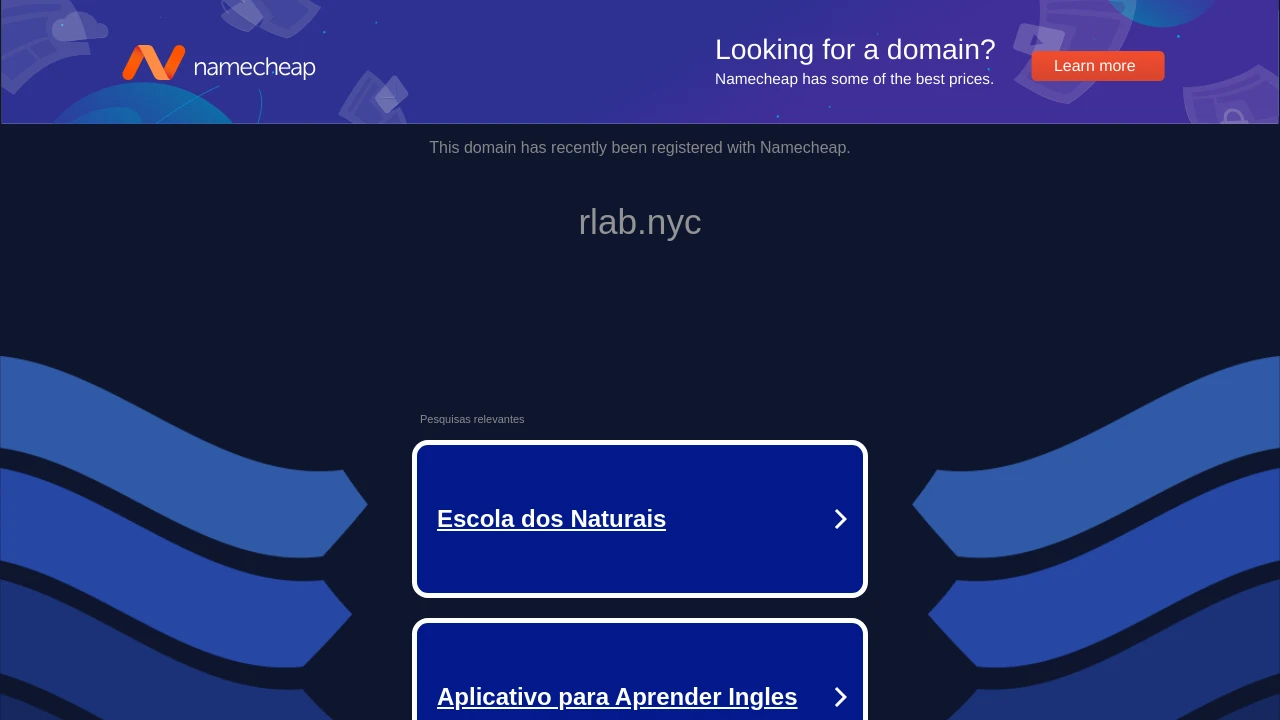 namecheap
Looking for a domain?
Namecheap has some of the best prices.
Learn more
This domain has recently been registered with Namecheap.
rlab.nyc
Pesquisas relevantes
Escola dos Naturais
Aplicativo para Aprender Ingles